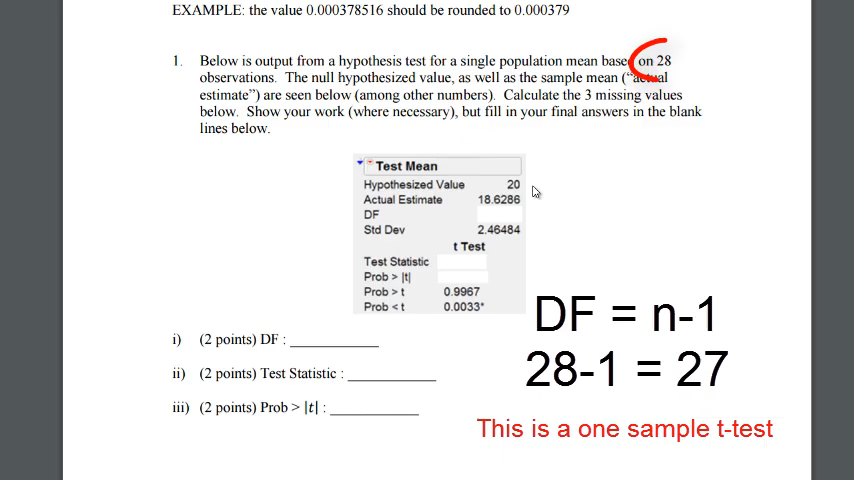 EXAMPLE: the value 0.000378516 should be rounded to 0.000379
1. Below is output from a hypothesis test for a single population mean based on 28
observations. The null hypothesized value, as well as the sample mean ("actual
estimate") are seen below (among other numbers). Calculate the 3 missing values
below. Show your work (where necessary), but fill in your final answers in the blank
lines below.
Test Mean
Hypothesized Value 20
Actual Estimate 18.6286
DF
Std Dev 2.46484
t Test
Test Statistic
Prob > |t|
Prob > t 0.9967
Prob < t 0.0033*
DF = n-1
28-1 = 27
This is a one sample t-test
i) (2 points) DF : __________
ii) (2 points) Test Statistic : __________
iii) (2 points) Prob > |t| : __________